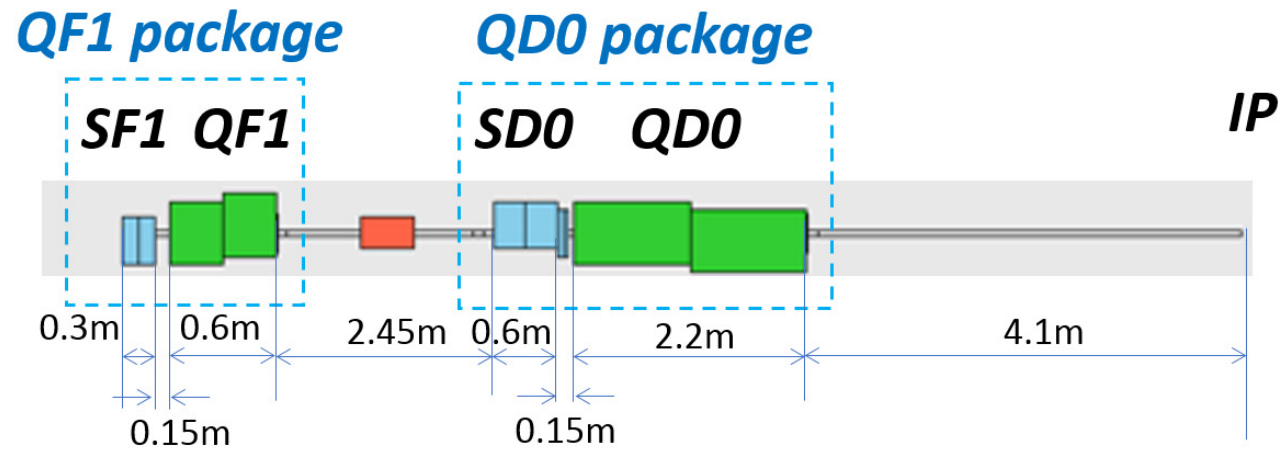 QF1 package
QD0 package
SF1 QF1
SD0 QD0
IP
0.3m
0.6m
2.45m
0.6m
2.2m
4.1m
0.15m
0.15m